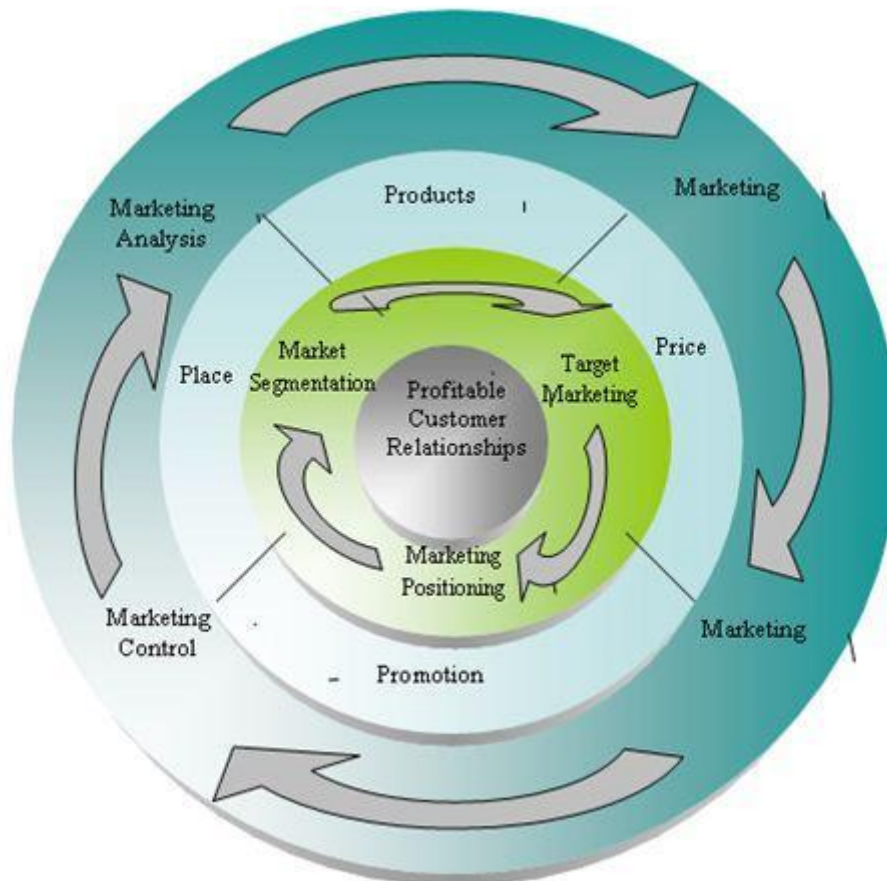 Products
Marketing
Marketing
Analysis
Price
Place
Market
Segmentation
Target
Marketing
Profitable
Customer
Relationships
Marketing
Positioning
Marketing
Control
Marketing
Promotion